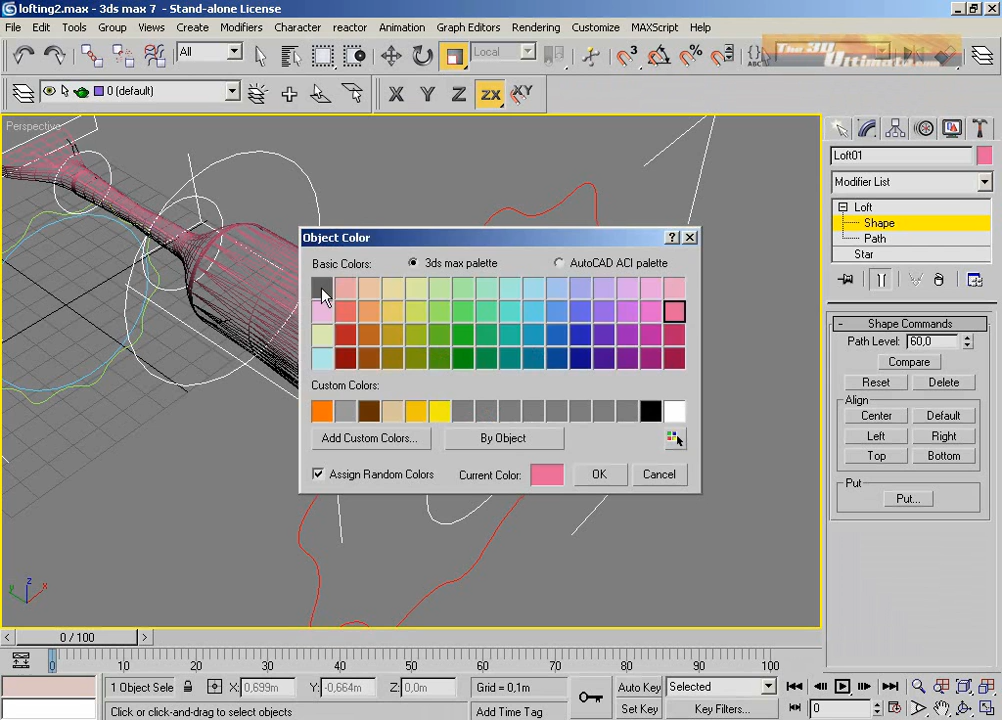 lofting2.max - 3ds max 7 - Stand-alone License
File Edit Tools Group Views Create Modifiers Character reactor Animation Graph Editors Rendering Customize MAXScript Help
All
Local
3
%
ABC
The 3D
Ultimate.com
0 (default)
X Y Z ZX XY
Perspective
Loft01
Modifier List
Loft
Shape
Path
Star
Object Color
Basic Colors: 3ds max palette AutoCAD ACI palette
Custom Colors:
Add Custom Colors... By Object
Assign Random Colors Current Color: OK Cancel
- Shape Commands
Path Level: 60,0
Compare
Reset Delete
Align
Center Default
Left Right
Top Bottom
Put
Put...
z
x
y
< 0 / 100 >
0 10 20 30 40 50 60 70 80 90 100
1 Object Sele X: 0,699m Y: -0,664m Z: 0,0m Grid = 0,1m Auto Key Selected
Click or click-and-drag to select objects Add Time Tag Set Key Key Filters... 0